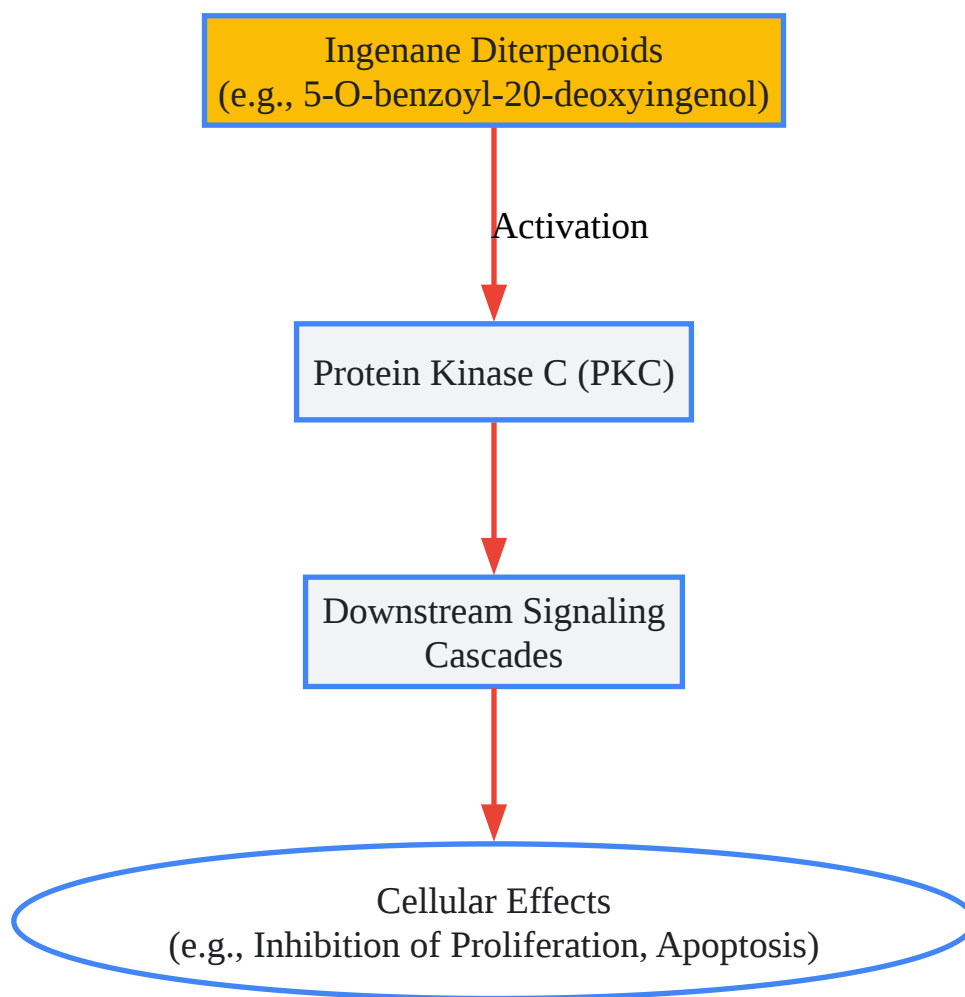 Ingenane Diterpenoids
(e.g., 5-O-benzoyl-20-deoxyingenol)
Activation
Protein Kinase C (PKC)
Downstream Signaling
Cascades
Cellular Effects
(e.g., Inhibition of Proliferation, Apoptosis)